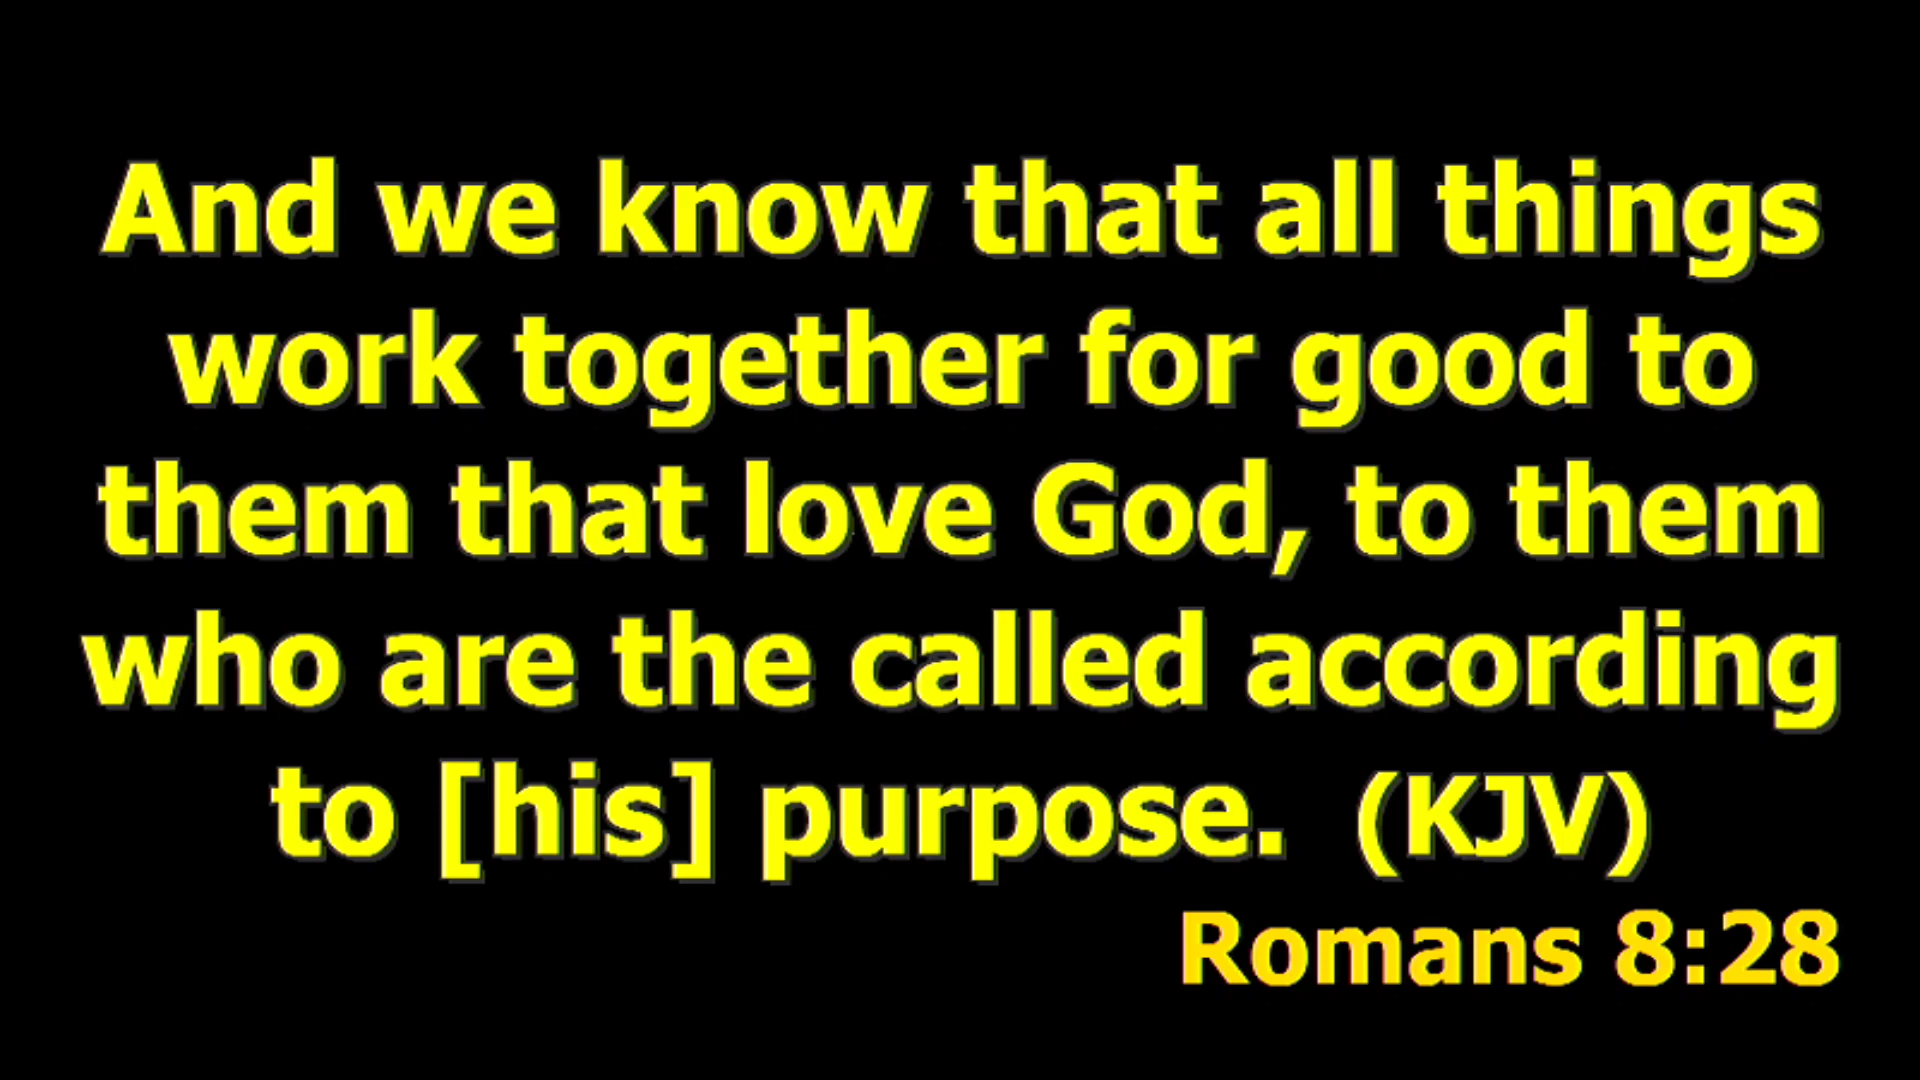 And we know that all things
work together for good to
them that love God, to them
who are the called according
to [his] purpose.  (KJV)
Romans 8:28